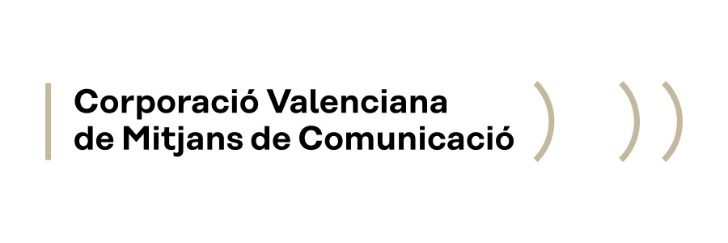 Corporació Valenciana
de Mitjans de Comunicació